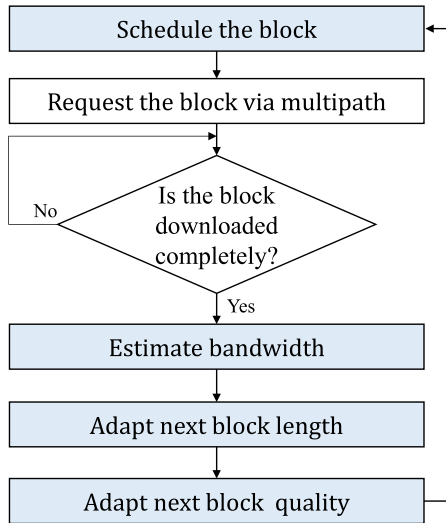 Schedule the block
Request the block via multipath
Is the block
downloaded
completely?
No
Yes
Estimate bandwidth
Adapt next block length
Adapt next block  quality